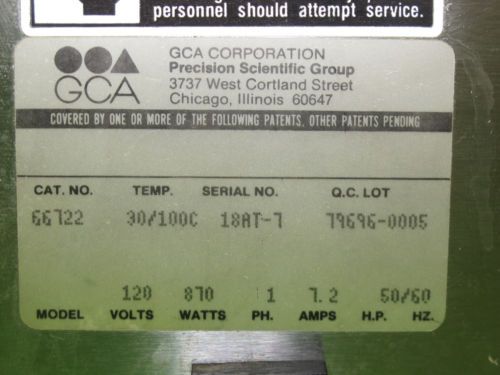 personnel should attempt service.
GCA CORPORATION
Precision Scientific Group
3737 West Cortland Street
Chicago, Illinois 60647
GCA
COVERED BY ONE OR MORE OF THE FOLLOWING PATENTS. OTHER PATENTS PENDING
CAT. NO. TEMP. SERIAL NO. Q.C. LOT
66722 30/100C 18AT-7 79696-0005
120 870 1 7.2 50/60
MODEL VOLTS WATTS PH. AMPS H.P. HZ.